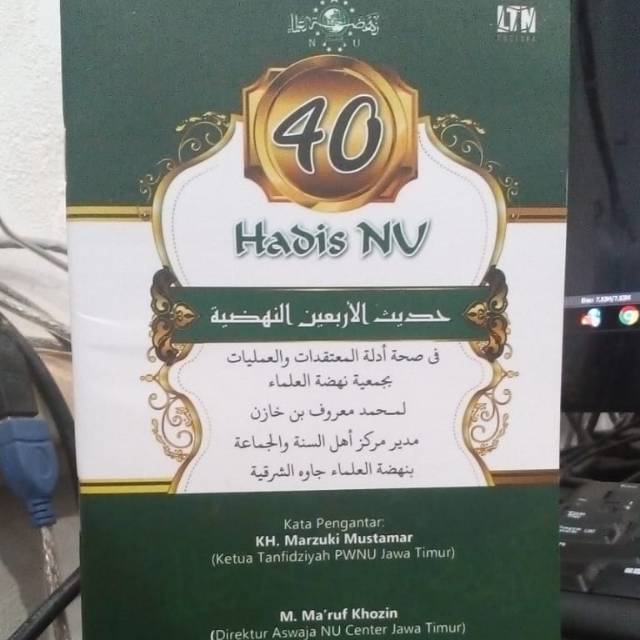 N U
LTM
PUSTAKA
40
Hadis NU
حديث الأربعين النهضية
فى صحة أدلة المعتقدات والعمليات
بجمعية نهضة العلماء
لمحمد معروف بن خازن
مدير مركز أهل السنة والجماعة
بنهضة العلماء جاوه الشرقية
Kata Pengantar:
KH. Marzuki Mustamar
(Ketua Tanfidziyah PWNU Jawa Timur)
M. Ma'ruf Khozin
(Direktur Aswaja NU Center Jawa Timur)